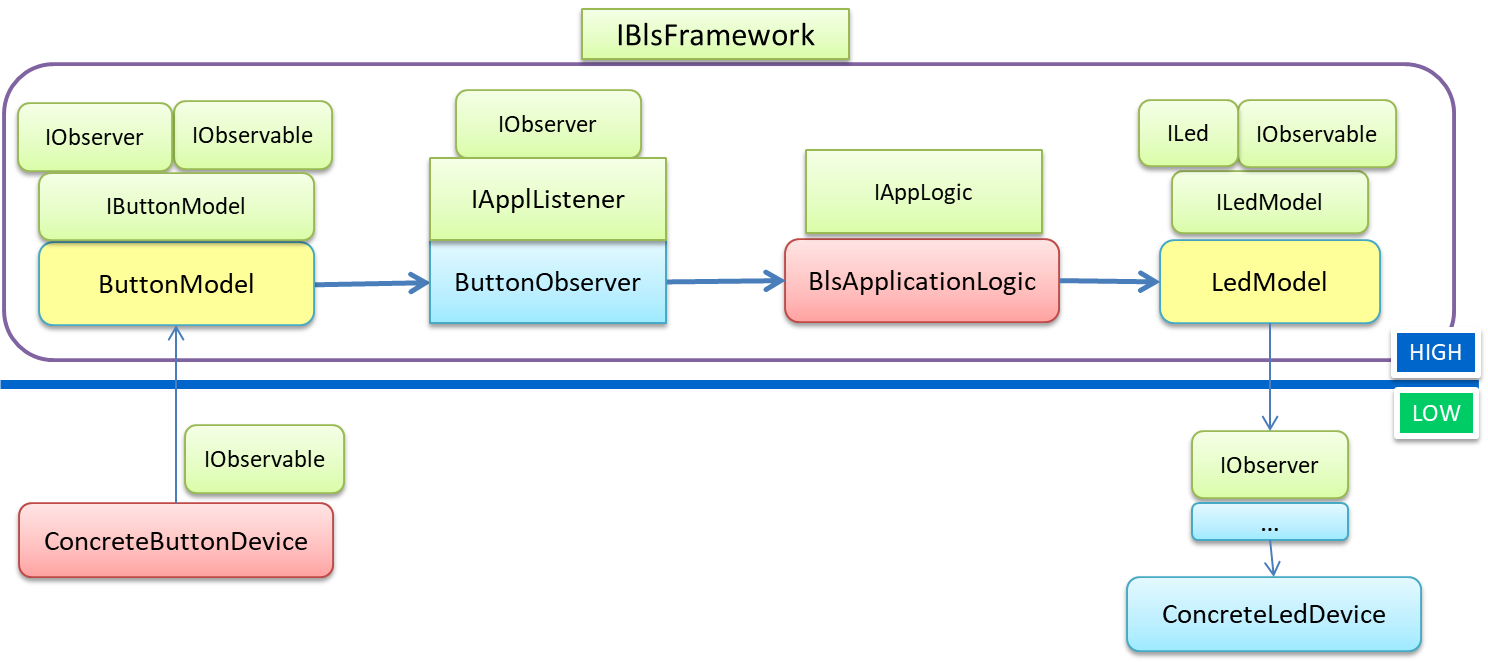 IBlsFramework
IObserver
IObservable
IButtonModel
ButtonModel
IObserver
IApplListener
ButtonObserver
IAppLogic
BlsApplicationLogic
ILed
IObservable
ILedModel
LedModel
HIGH
LOW
IObservable
ConcreteButtonDevice
IObserver
...
ConcreteLedDevice